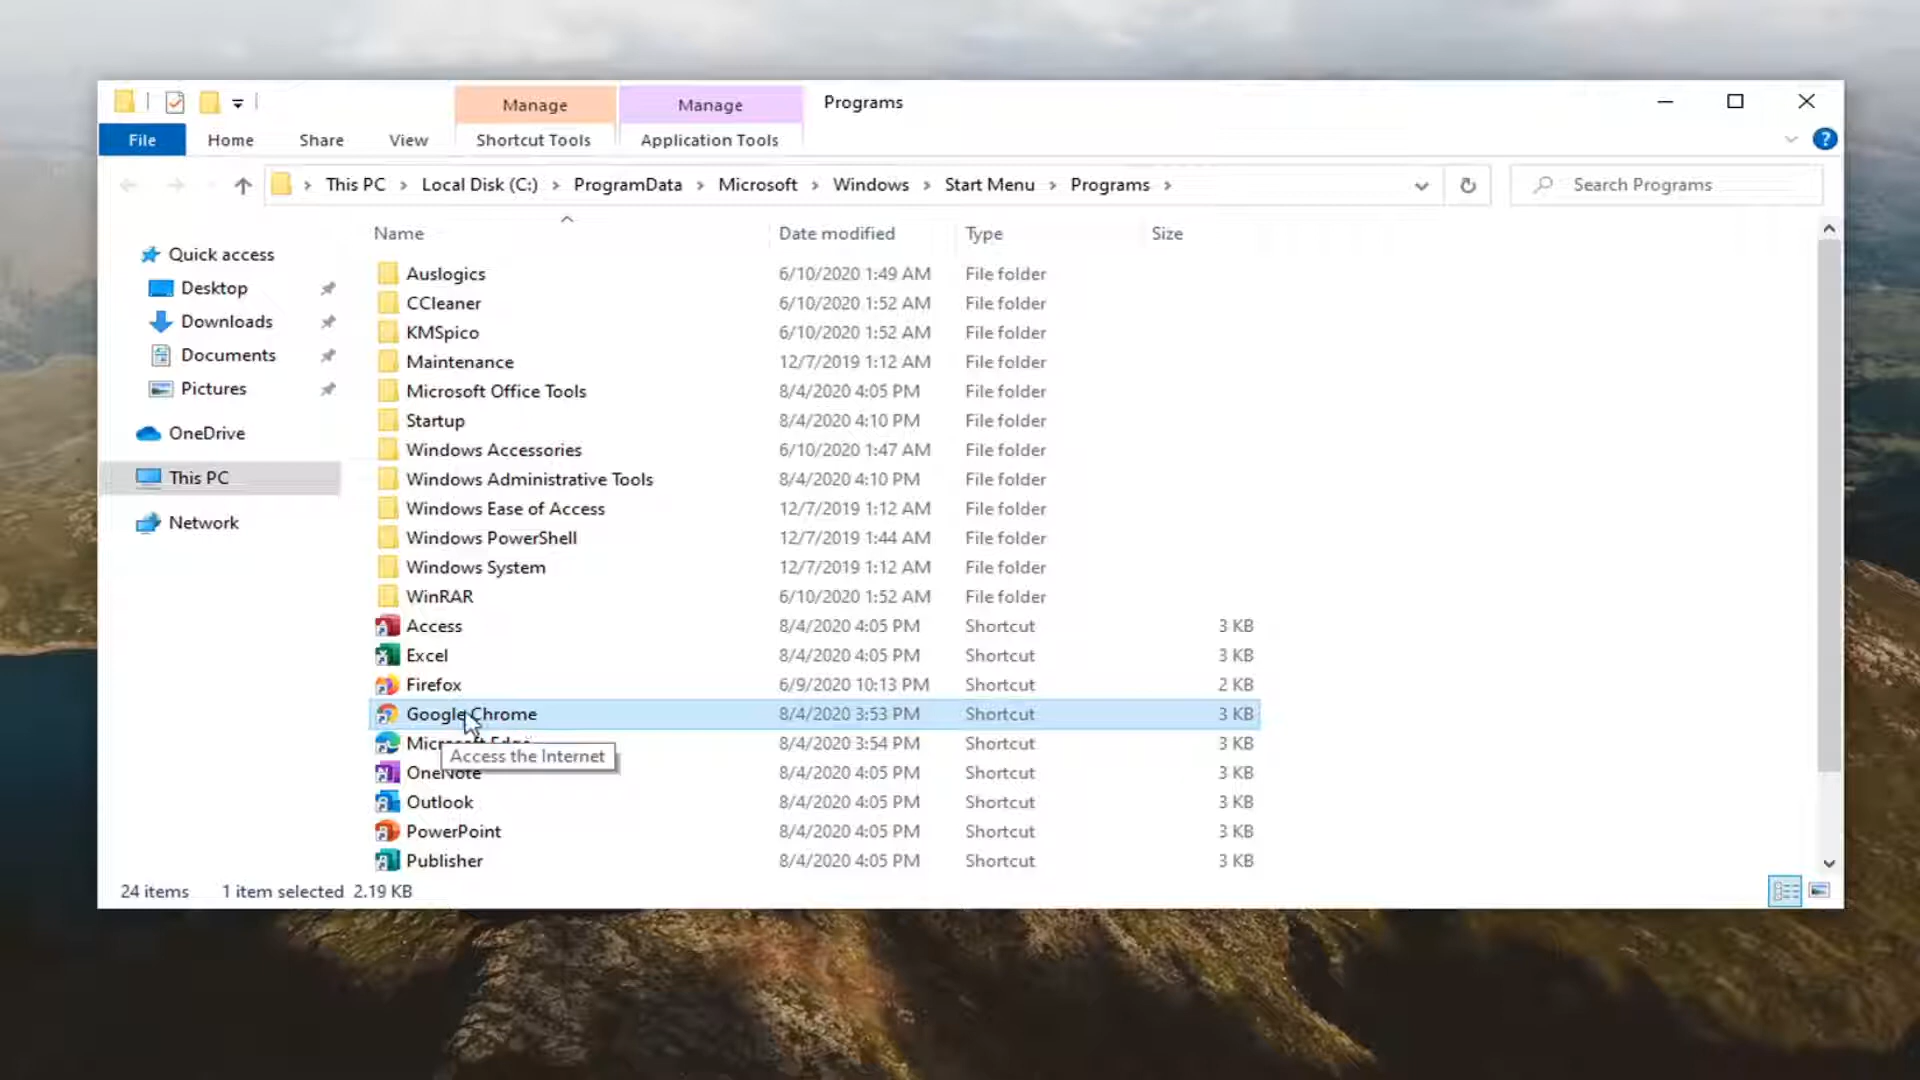 Manage Manage Programs
File Home Share View Shortcut Tools Application Tools
This PC Local Disk (C:) ProgramData Microsoft Windows Start Menu Programs Search Programs
Name Date modified Type Size
Quick access
Desktop
Downloads
Documents
Pictures
OneDrive
This PC
Network
Auslogics 6/10/2020 1:49 AM File folder
CCleaner 6/10/2020 1:52 AM File folder
KMSpico 6/10/2020 1:52 AM File folder
Maintenance 12/7/2019 1:12 AM File folder
Microsoft Office Tools 8/4/2020 4:05 PM File folder
Startup 8/4/2020 4:10 PM File folder
Windows Accessories 6/10/2020 1:47 AM File folder
Windows Administrative Tools 8/4/2020 4:10 PM File folder
Windows Ease of Access 12/7/2019 1:12 AM File folder
Windows PowerShell 12/7/2019 1:44 AM File folder
Windows System 12/7/2019 1:12 AM File folder
WinRAR 6/10/2020 1:52 AM File folder
Access 8/4/2020 4:05 PM Shortcut 3 KB
Excel 8/4/2020 4:05 PM Shortcut 3 KB
Firefox 6/9/2020 10:13 PM Shortcut 2 KB
Google Chrome 8/4/2020 3:53 PM Shortcut 3 KB
Microsoft Edge 8/4/2020 3:54 PM Shortcut 3 KB
Access the Internet
OneNote 8/4/2020 4:05 PM Shortcut 3 KB
Outlook 8/4/2020 4:05 PM Shortcut 3 KB
PowerPoint 8/4/2020 4:05 PM Shortcut 3 KB
Publisher 8/4/2020 4:05 PM Shortcut 3 KB
24 items 1 item selected 2.19 KB